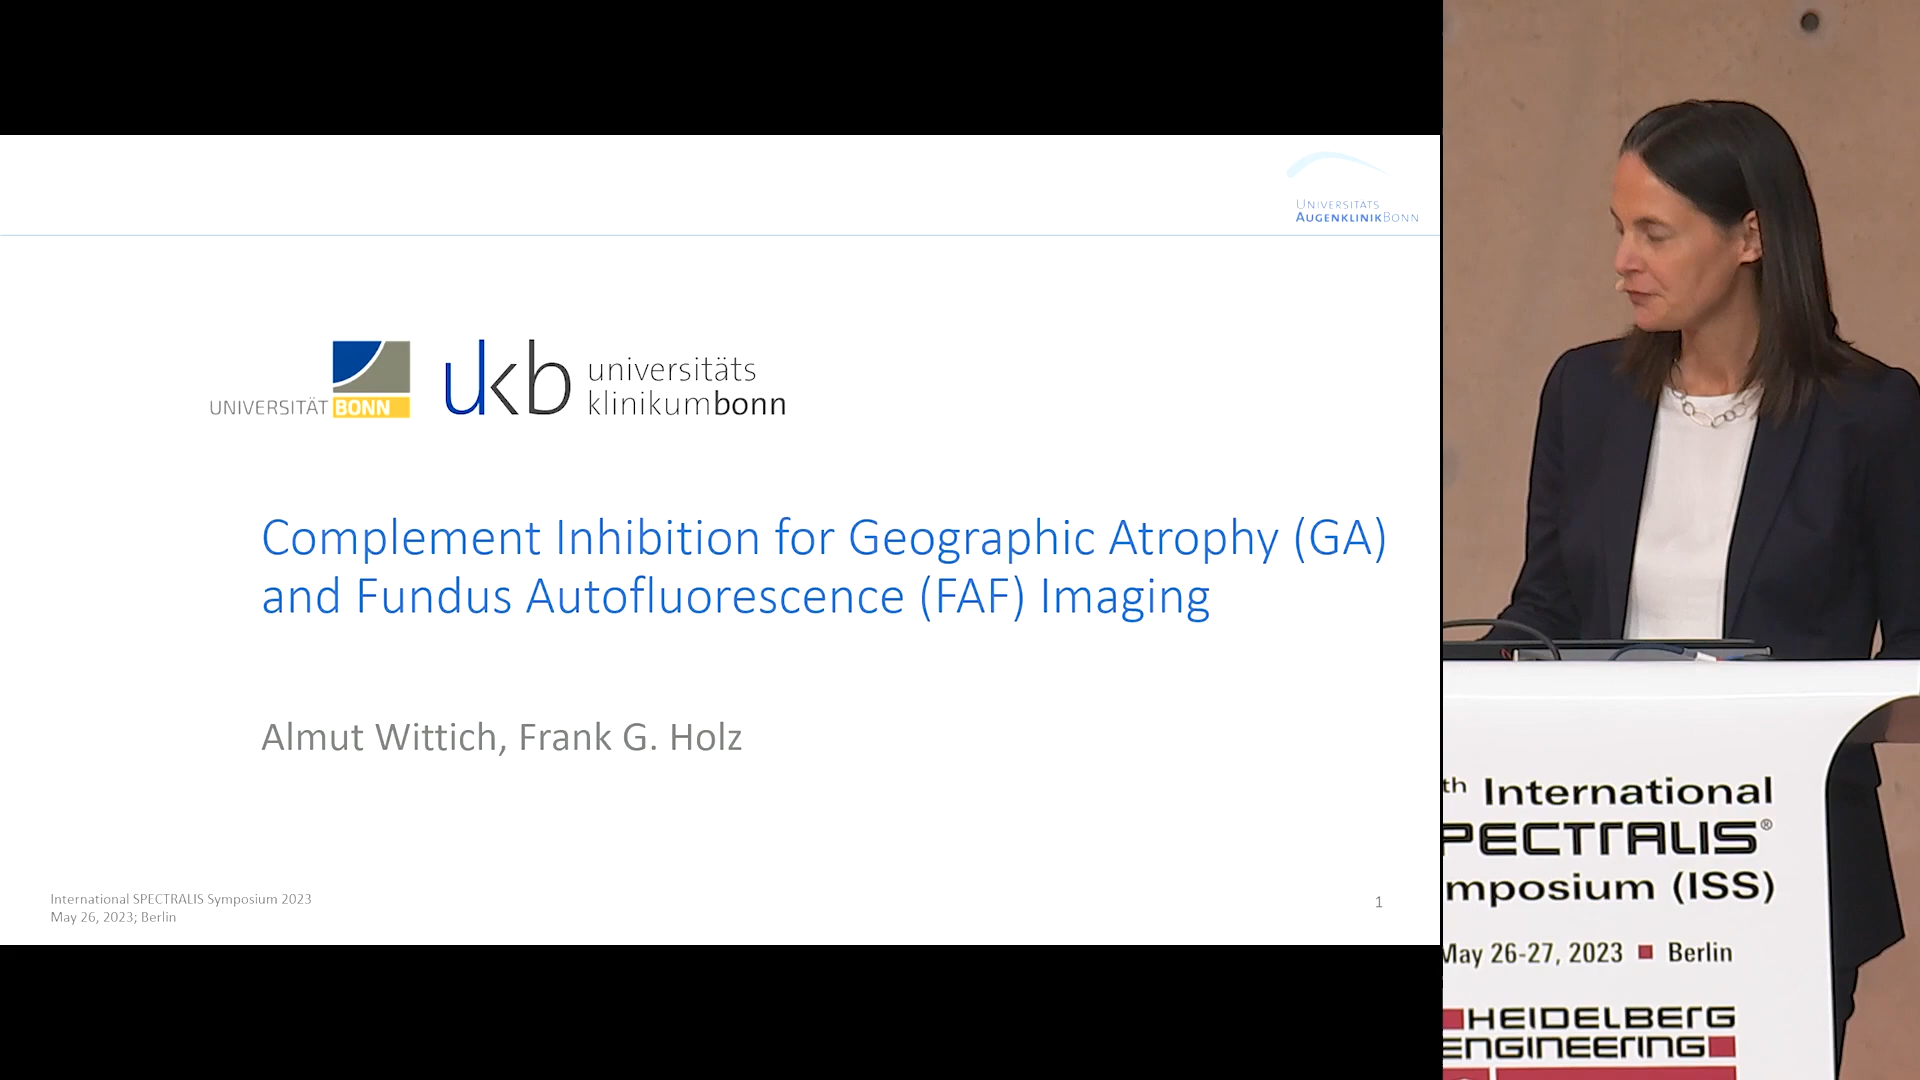 UNIVERSITÄTS
AUGENKLINIKBONN
UNIVERSITÄT BONN
ukb universitäts
klinikumbonn
Complement Inhibition for Geographic Atrophy (GA)
and Fundus Autofluorescence (FAF) Imaging
Almut Wittich, Frank G. Holz
International SPECTRALIS Symposium 2023
May 26, 2023; Berlin
1
th International
PECTRALIS®
mposium (ISS)
May 26-27, 2023 ■ Berlin
HEIDELBERG
ENGINEERING